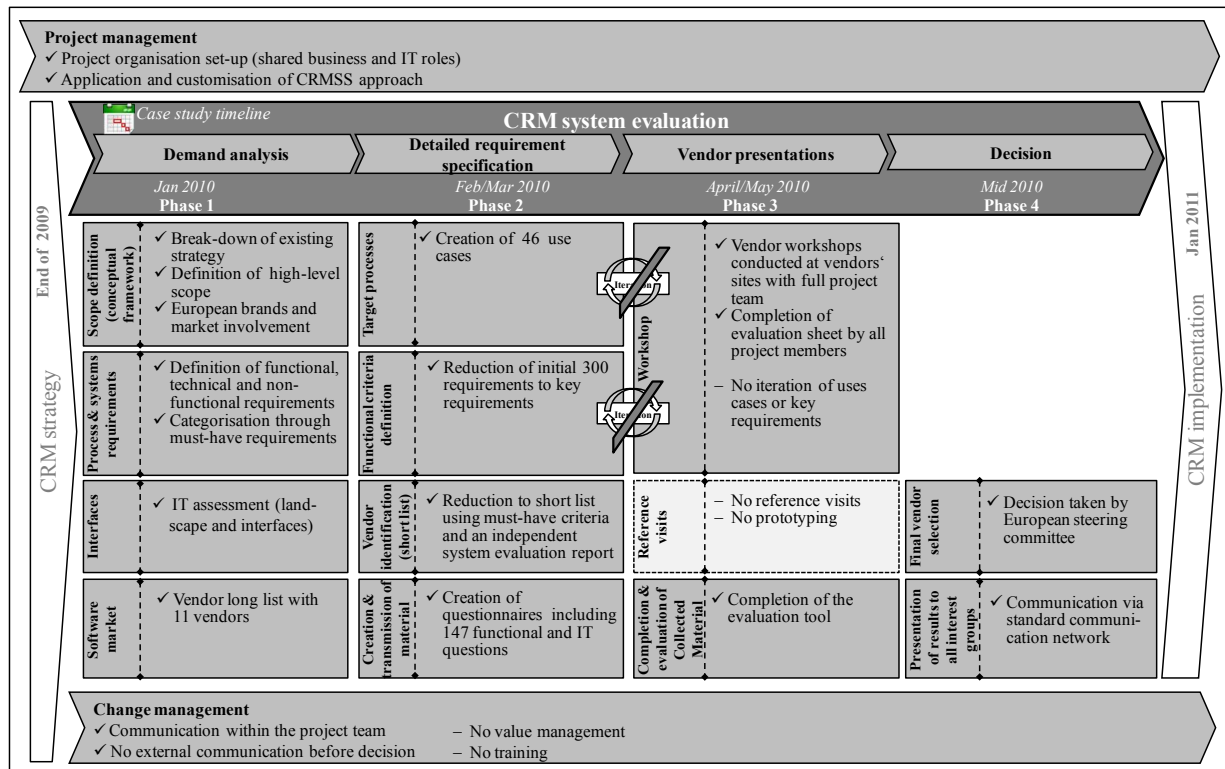 Project management
✓ Project organisation set-up (shared business and IT roles)
✓ Application and customisation of CRMSS approach
Case study timeline
CRM system evaluation
Demand analysis
Detailed requirement
specification
Vendor presentations
Decision
Jan 2010
Phase 1
Feb/Mar 2010
Phase 2
April/May 2010
Phase 3
Mid 2010
Phase 4
End of 2009
CRM strategy
Scope definition
(conceptual
framework)
✓ Break-down of existing
strategy
✓ Definition of high-level
scope
✓ European brands and
market involvement
Process & systems
requirements
✓ Definition of functional,
technical and non-
functional requirements
✓ Categorisation through
must-have requirements
Interfaces
✓ IT assessment (land-
scape and interfaces)
Software
market
✓ Vendor long list with
11 vendors
Target processes
✓ Creation of 46 use
cases
Functional criteria
definition
✓ Reduction of initial 300
requirements to key
requirements
Vendor
identification
(short list)
✓ Reduction to short list
using must-have criteria
and an independent
system evaluation report
Creation &
transmission of
material
✓ Creation of
questionnaires including
147 functional and IT
questions
Iteration
Iteration
Workshop
✓ Vendor workshops
conducted at vendors‘
sites with full project
team
✓ Completion of
evaluation sheet by all
project members
– No iteration of uses
cases or key
requirements
Reference
visits
– No reference visits
– No prototyping
Completion &
evaluation of
Collected
Material
✓ Completion of the
evaluation tool
Final vendor
selection
✓ Decision taken by
European steering
committee
Presentation
of results to
all interest
groups
✓ Communication via
standard communi-
cation network
Jan 2011
CRM implementation
Change management
✓ Communication within the project team
– No value management
✓ No external communication before decision
– No training